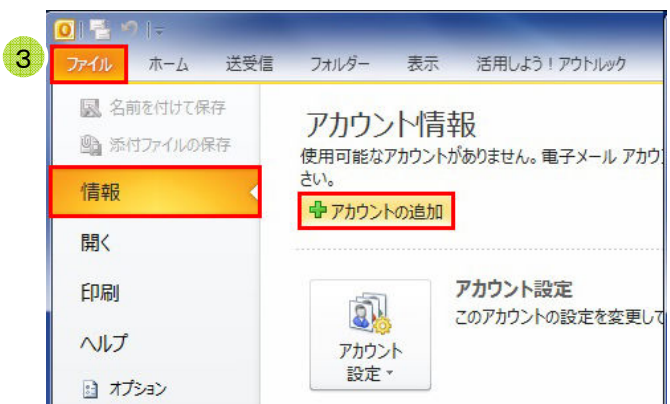 3
ファイル ホーム 送受信 フォルダー 表示 活用しよう!アウトルック
名前を付けて保存
添付ファイルの保存
情報
開く
印刷
ヘルプ
オプション
アカウント情報
使用可能なアカウントがありません。電子メール アカウ
さい。
アカウントの追加
アカウント
設定
アカウント設定
このアカウントの設定を変更して